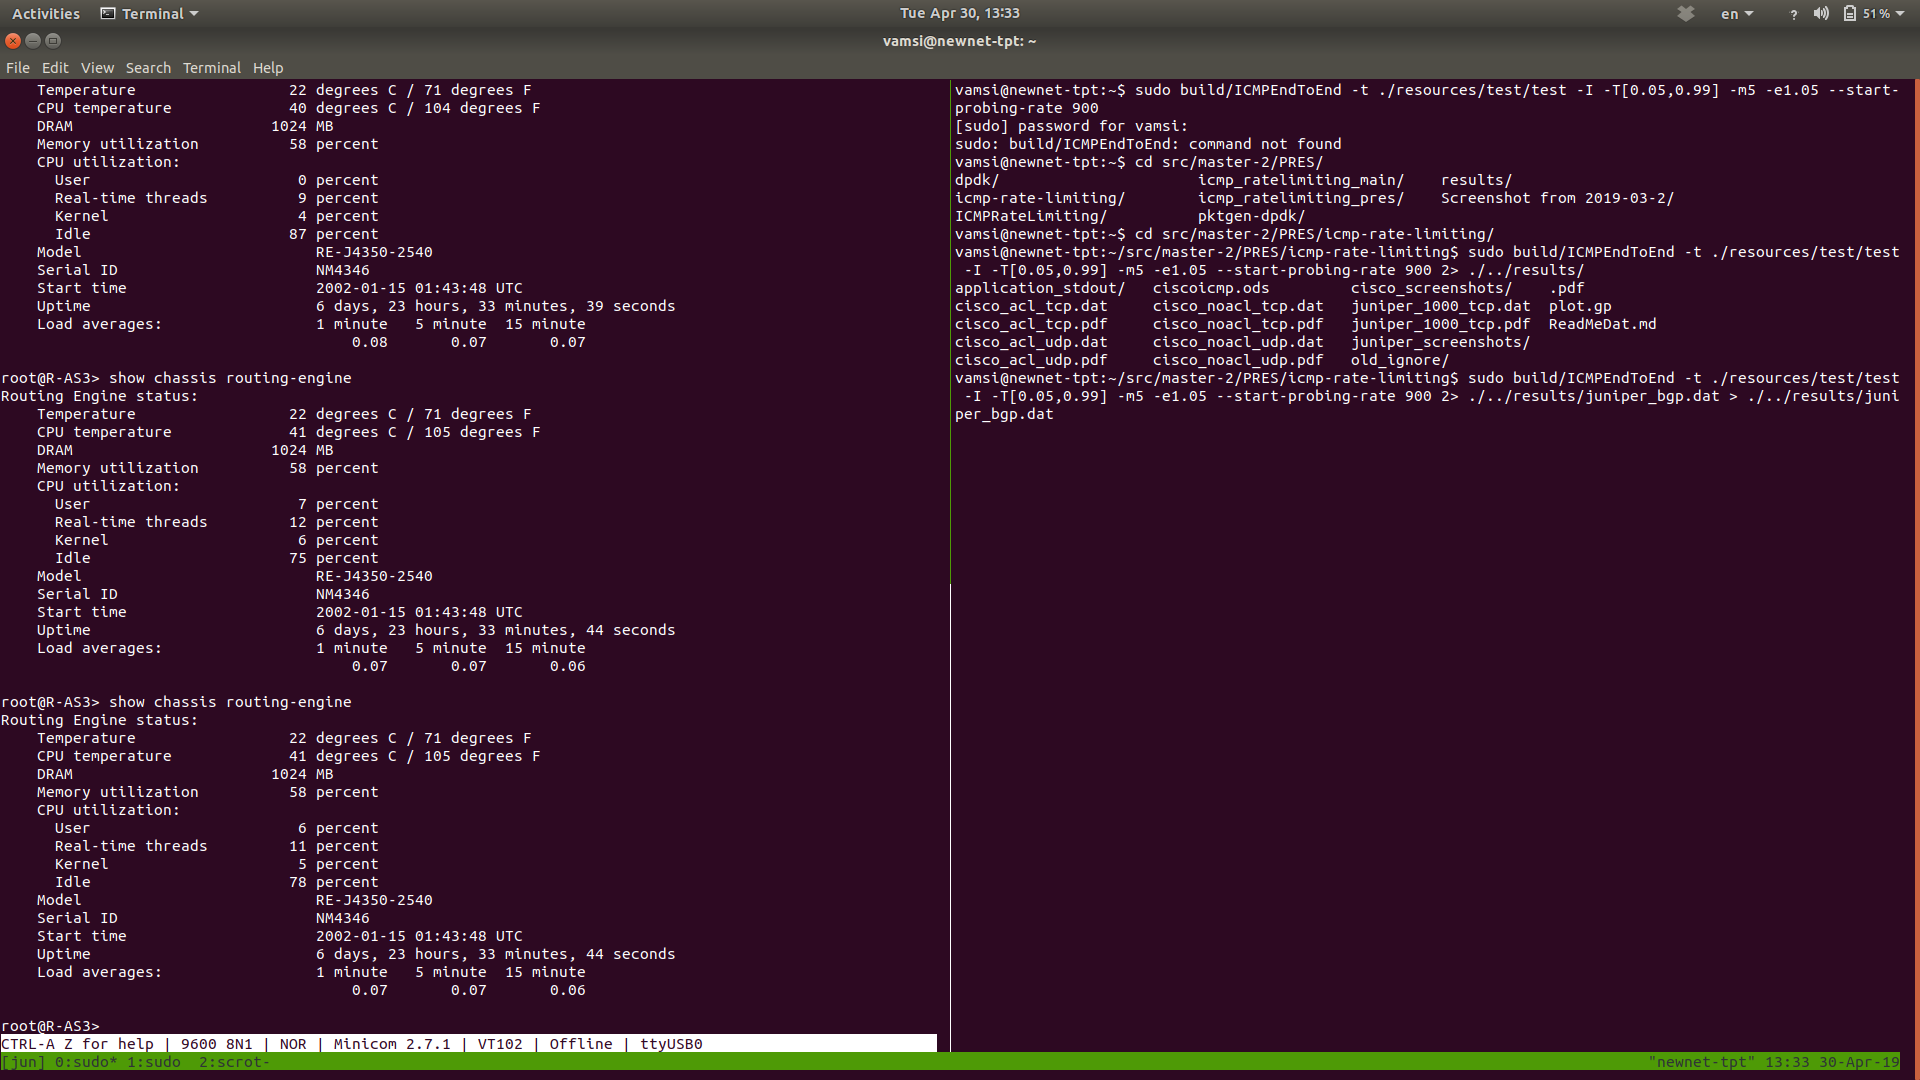 Activities Terminal Tue Apr 30, 13:33 en ? 51%
vamsi@newnet-tpt: ~
File Edit View Search Terminal Help
Temperature 22 degrees C / 71 degrees F
CPU temperature 40 degrees C / 104 degrees F
DRAM 1024 MB
Memory utilization 58 percent
CPU utilization:
User 0 percent
Real-time threads 9 percent
Kernel 4 percent
Idle 87 percent
Model RE-J4350-2540
Serial ID NM4346
Start time 2002-01-15 01:43:48 UTC
Uptime 6 days, 23 hours, 33 minutes, 39 seconds
Load averages: 1 minute 5 minute 15 minute
0.08 0.07 0.07
root@R-AS3> show chassis routing-engine
Routing Engine status:
Temperature 22 degrees C / 71 degrees F
CPU temperature 41 degrees C / 105 degrees F
DRAM 1024 MB
Memory utilization 58 percent
CPU utilization:
User 7 percent
Real-time threads 12 percent
Kernel 6 percent
Idle 75 percent
Model RE-J4350-2540
Serial ID NM4346
Start time 2002-01-15 01:43:48 UTC
Uptime 6 days, 23 hours, 33 minutes, 44 seconds
Load averages: 1 minute 5 minute 15 minute
0.07 0.07 0.06
root@R-AS3> show chassis routing-engine
Routing Engine status:
Temperature 22 degrees C / 71 degrees F
CPU temperature 41 degrees C / 105 degrees F
DRAM 1024 MB
Memory utilization 58 percent
CPU utilization:
User 6 percent
Real-time threads 11 percent
Kernel 5 percent
Idle 78 percent
Model RE-J4350-2540
Serial ID NM4346
Start time 2002-01-15 01:43:48 UTC
Uptime 6 days, 23 hours, 33 minutes, 44 seconds
Load averages: 1 minute 5 minute 15 minute
0.07 0.07 0.06
root@R-AS3>
CTRL-A Z for help | 9600 8N1 | NOR | Minicom 2.7.1 | VT102 | Offline | ttyUSB0
vamsi@newnet-tpt:~$ sudo build/ICMPEndToEnd -t ./resources/test/test -I -T[0.05,0.99] -m5 -e1.05 --start-
probing-rate 900
[sudo] password for vamsi:
sudo: build/ICMPEndToEnd: command not found
vamsi@newnet-tpt:~$ cd src/master-2/PRES/
dpdk/ icmp_ratelimiting_main/ results/
icmp-rate-limiting/ icmp_ratelimiting_pres/ Screenshot from 2019-03-2/
ICMPRateLimiting/ pktgen-dpdk/
vamsi@newnet-tpt:~$ cd src/master-2/PRES/icmp-rate-limiting/
vamsi@newnet-tpt:~/src/master-2/PRES/icmp-rate-limiting$ sudo build/ICMPEndToEnd -t ./resources/test/test
-I -T[0.05,0.99] -m5 -e1.05 --start-probing-rate 900 2> ./../results/
application_stdout/ ciscoicmp.ods cisco_screenshots/ .pdf
cisco_acl_tcp.dat cisco_noacl_tcp.dat juniper_1000_tcp.dat plot.gp
cisco_acl_tcp.pdf cisco_noacl_tcp.pdf juniper_1000_tcp.pdf ReadMeDat.md
cisco_acl_udp.dat cisco_noacl_udp.dat juniper_screenshots/
cisco_acl_udp.pdf cisco_noacl_udp.pdf old_ignore/
vamsi@newnet-tpt:~/src/master-2/PRES/icmp-rate-limiting$ sudo build/ICMPEndToEnd -t ./resources/test/test
-I -T[0.05,0.99] -m5 -e1.05 --start-probing-rate 900 2> ./../results/juniper_bgp.dat > ./../results/juni
per_bgp.dat
[jun] 0:sudo* 1:sudo 2:scrot- "newnet-tpt" 13:33 30-Apr-19